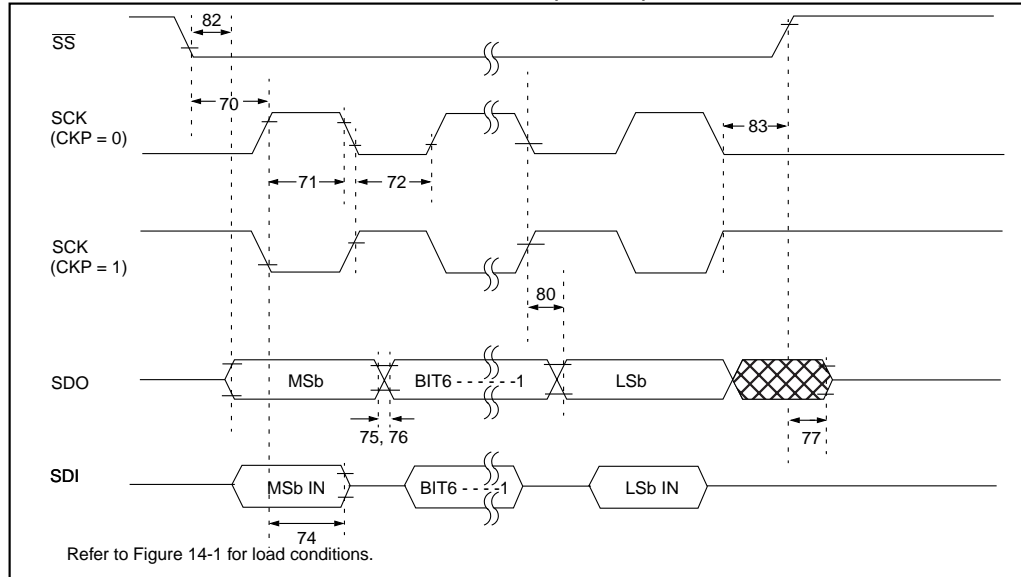 82
SS
70
SCK
(CKP = 0)
83
71
72
SCK
(CKP = 1)
80
SDO
MSb
BIT6 - - - - - -1
LSb
75, 76
77
SDI
MSb IN
BIT6 - - - -1
LSb IN
74
Refer to Figure 14-1 for load conditions.